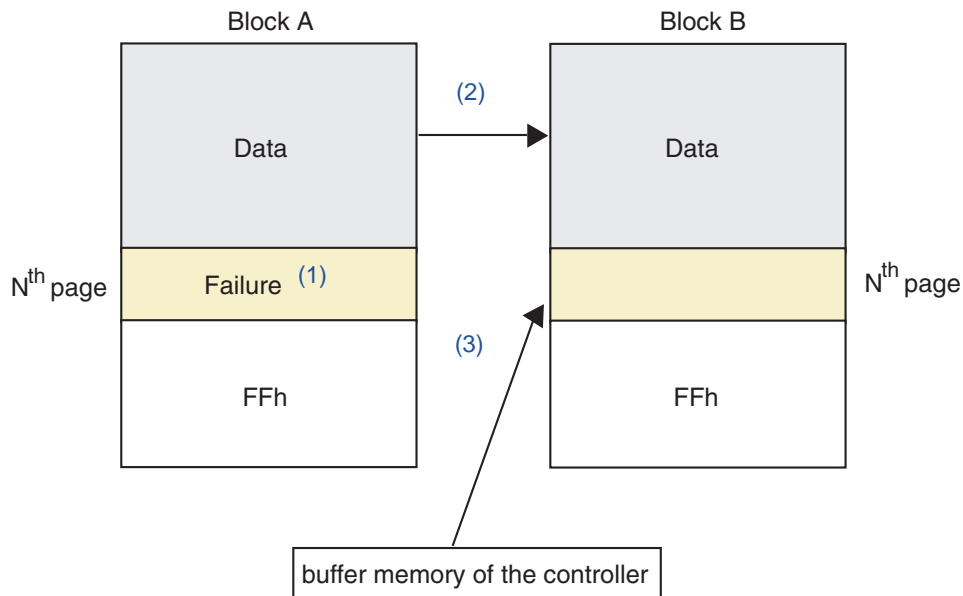 Block A
Block B
(2)
Data
Data
Nth page
Failure (1)
Nth page
(3)
FFh
FFh
buffer memory of the controller